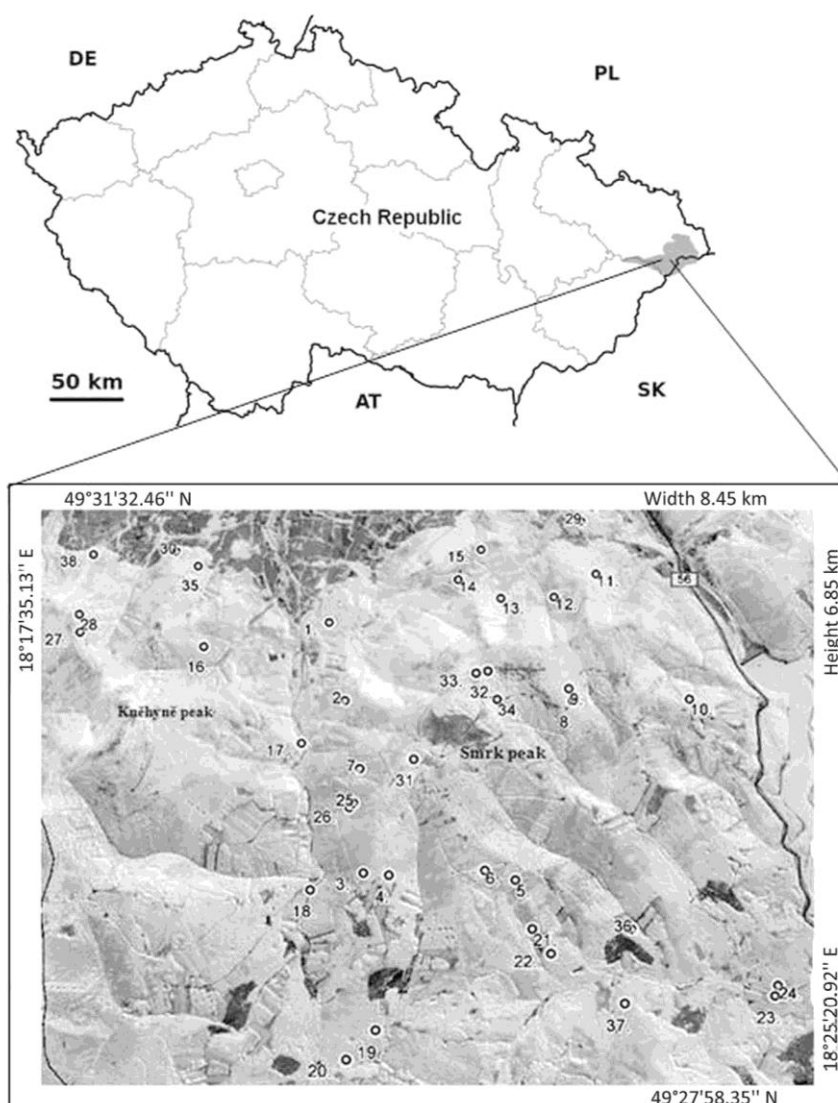 DE
PL
Czech Republic
50 km
AT
SK
49°31'32.46'' N
Width 8.45 km
18°17'35.13'' E
Height 6.85 km
29
38
30
15
35
14
11
56
13
12
28
27
1
16
33
32
2
34
9
8
10
Kněhyně peak
17
Smrk peak
31
7
25
26
3
4
6
5
18
21
36
22
24
23
37
19
20
18°25'20.92'' E
49°27'58.35'' N